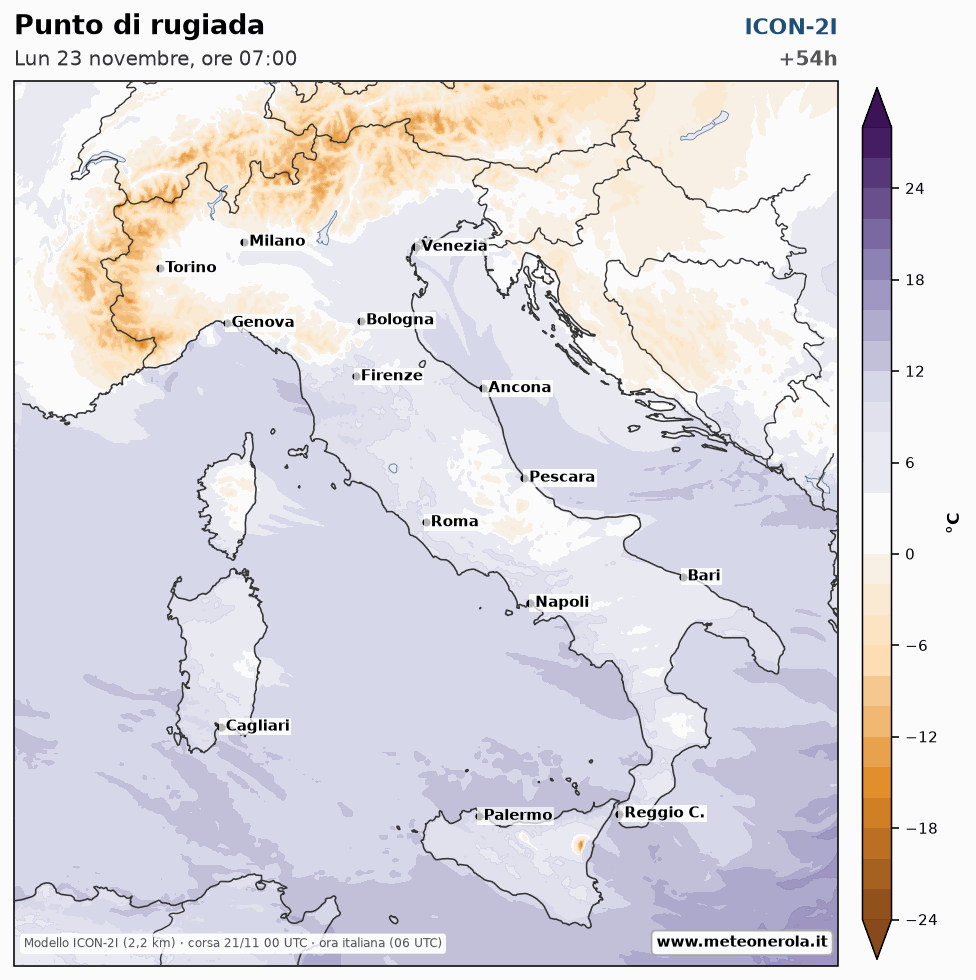 Punto di rugiada
ICON-2I
Lun 23 novembre, ore 07:00
+54h
Milano
Venezia
Torino
Genova
Bologna
Firenze
Ancona
Pescara
Roma
Bari
Napoli
Cagliari
Palermo
Reggio C.
24
18
12
6
0
−6
−12
−18
−24
°C
Modello ICON-2I (2,2 km) · corsa 21/11 00 UTC · ora italiana (06 UTC)
www.meteonerola.it